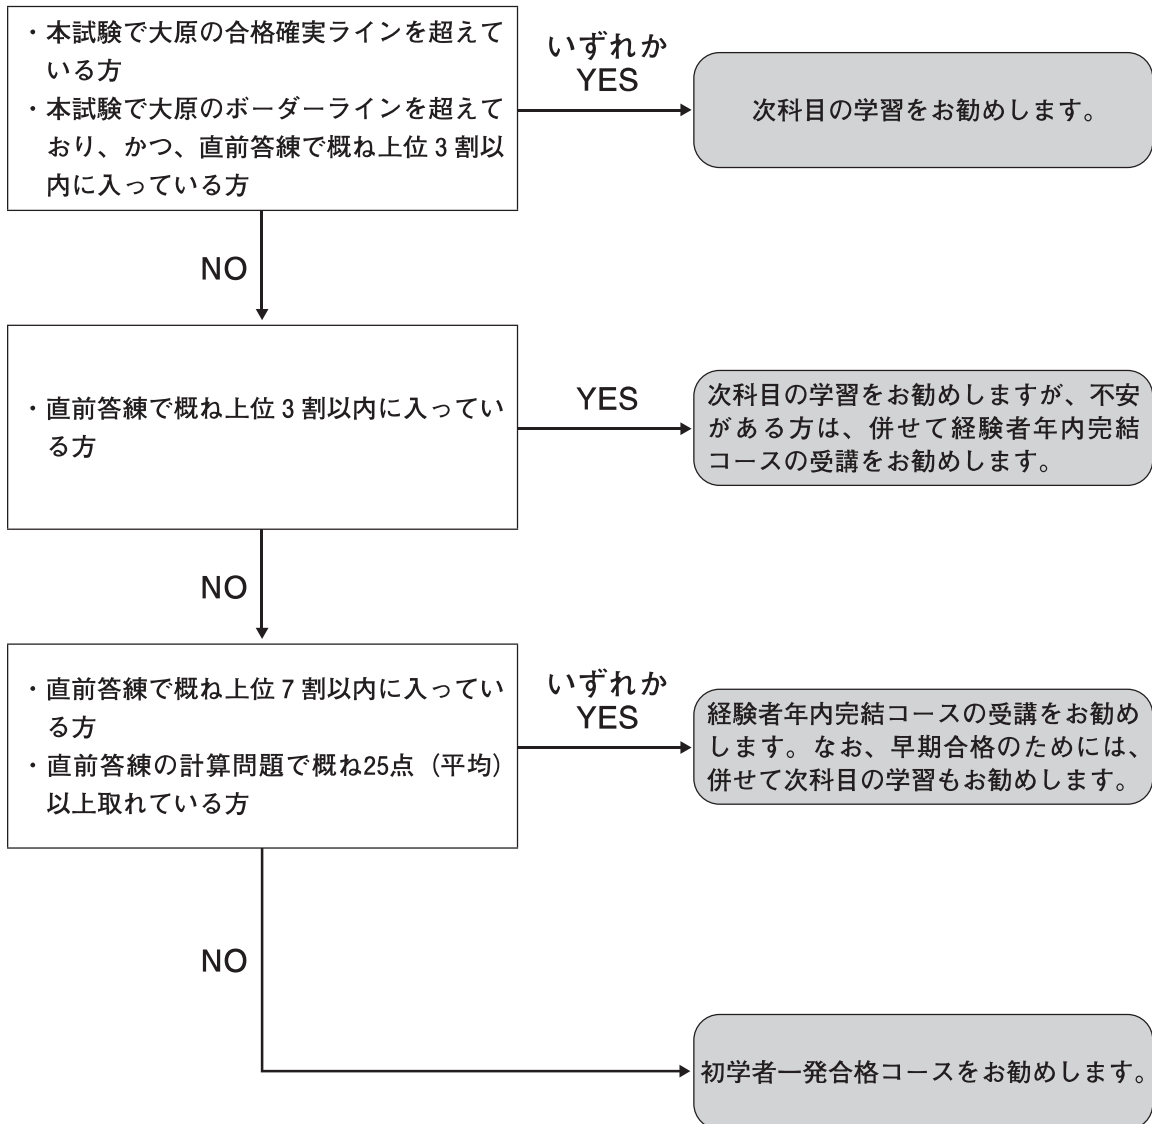 ・本試験で大原の合格確実ラインを超えて
いる方
・本試験で大原のボーダーラインを超えて
おり、かつ、直前答練で概ね上位3割以
内に入っている方
いずれか
YES
次科目の学習をお勧めします。
NO
・直前答練で概ね上位3割以内に入ってい
る方
YES
次科目の学習をお勧めしますが、不安
がある方は、併せて経験者年内完結
コースの受講をお勧めします。
NO
・直前答練で概ね上位7割以内に入ってい
る方
・直前答練の計算問題で概ね25点（平均）
以上取れている方
いずれか
YES
経験者年内完結コースの受講をお勧め
します。なお、早期合格のためには、
併せて次科目の学習もお勧めします。
NO
初学者一発合格コースをお勧めします。